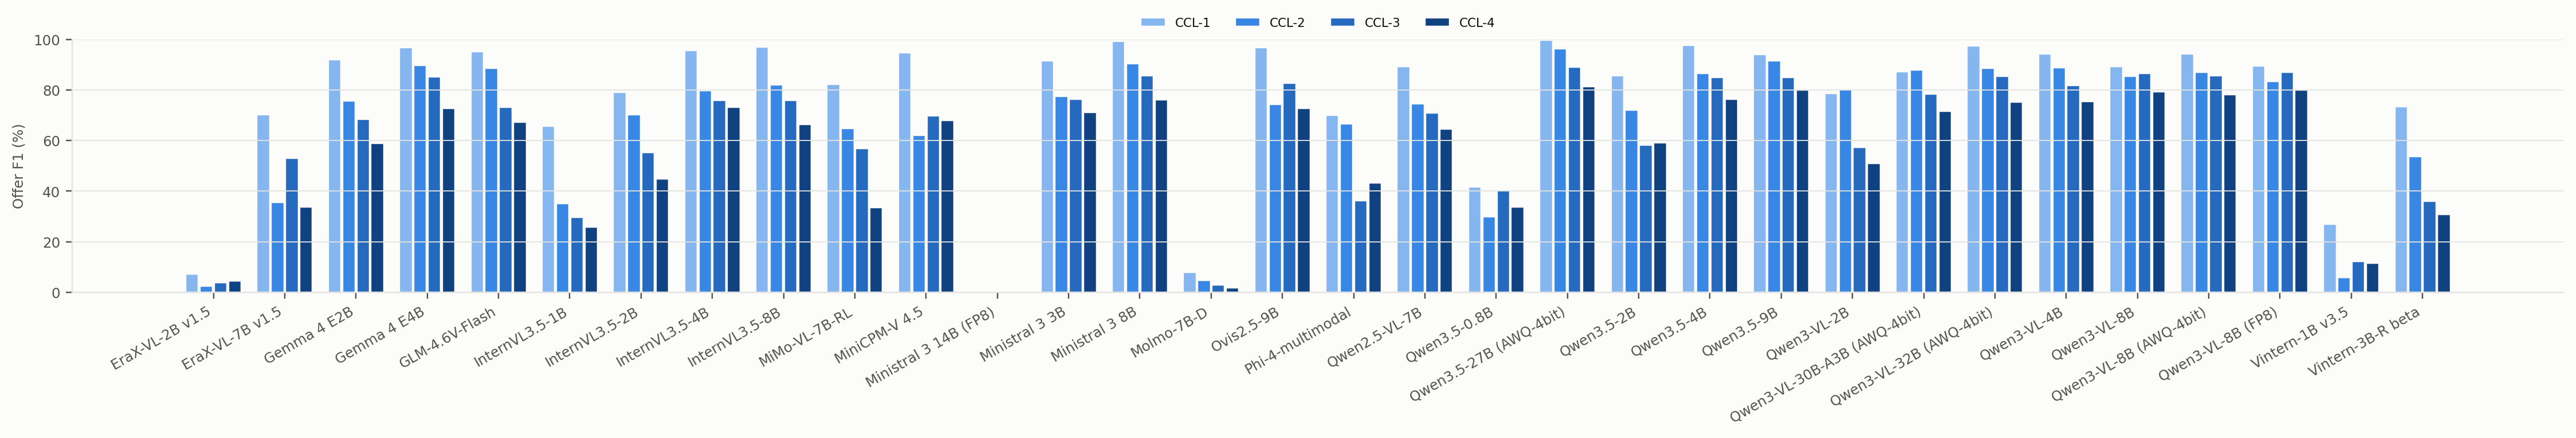 CCL-1 CCL-2 CCL-3 CCL-4
Offer F1 (%)
100
80
60
40
20
0
EraX-VL-2B v1.5
EraX-VL-7B v1.5
Gemma 4 E2B
Gemma 4 E4B
GLM-4.6V-Flash
InternVL3.5-1B
InternVL3.5-2B
InternVL3.5-4B
InternVL3.5-8B
MiMo-VL-7B-RL
MiniCPM-V 4.5
Ministral 3 14B (FP8)
Ministral 3 3B
Ministral 3 8B
Molmo-7B-D
Ovis2.5-9B
Phi-4-multimodal
Qwen2.5-VL-7B
Qwen3.5-0.8B
Qwen3.5-27B (AWQ-4bit)
Qwen3.5-2B
Qwen3.5-4B
Qwen3.5-9B
Qwen3-VL-2B
Qwen3-VL-30B-A3B (AWQ-4bit)
Qwen3-VL-32B (AWQ-4bit)
Qwen3-VL-4B
Qwen3-VL-8B
Qwen3-VL-8B (AWQ-4bit)
Qwen3-VL-8B (FP8)
Vintern-1B v3.5
Vintern-3B-R beta